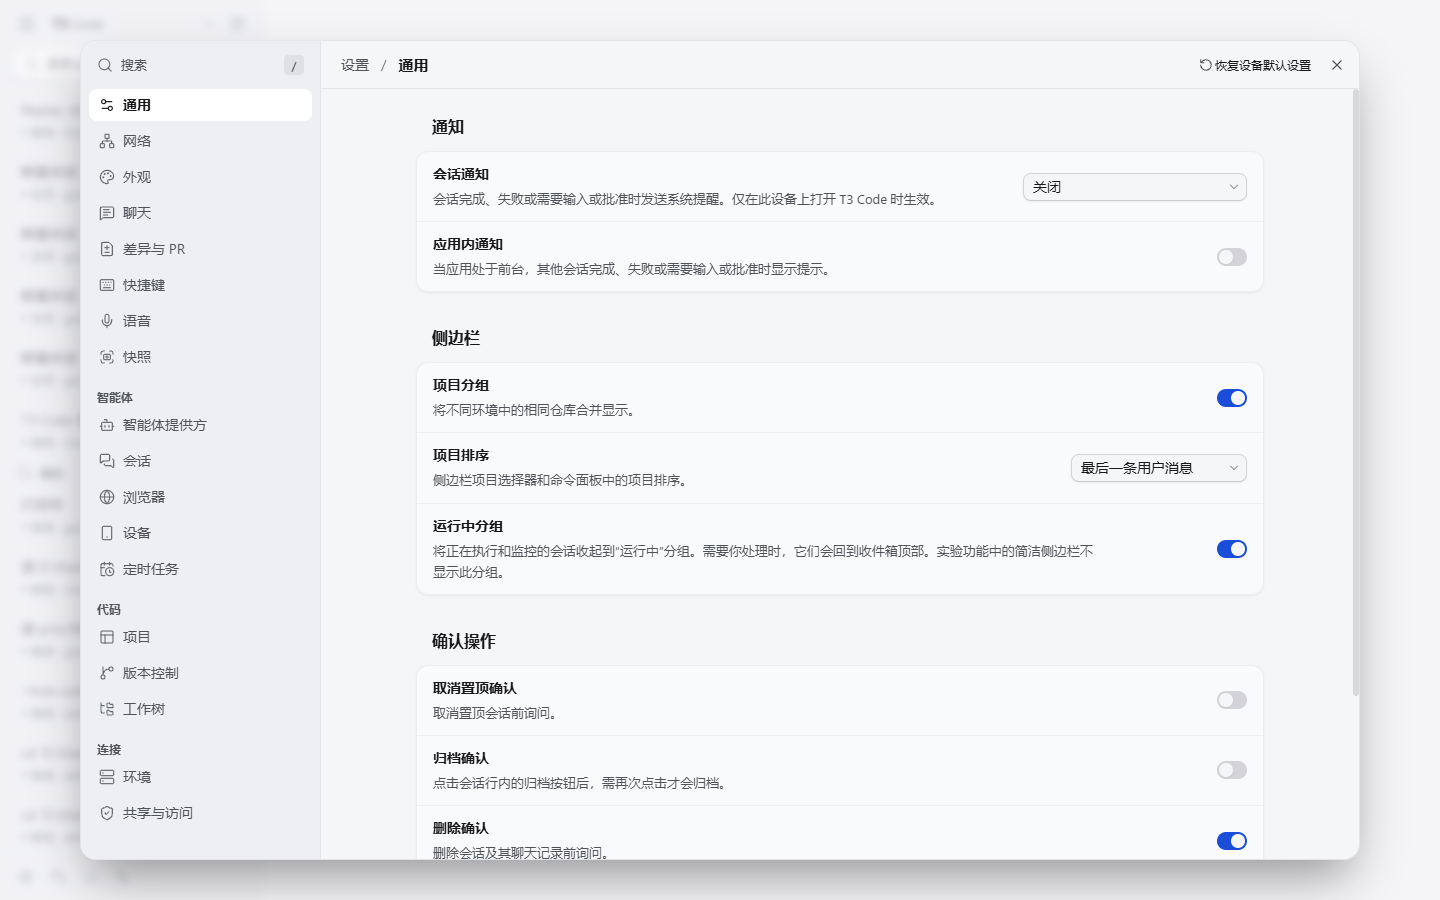 搜索
/
通用
网络
外观
聊天
差异与 PR
快捷键
语音
快照
智能体
智能体提供方
会话
浏览器
设备
定时任务
代码
项目
版本控制
工作树
连接
环境
共享与访问
设置 / 通用
恢复设备默认设置
通知
会话通知
会话完成、失败或需要输入或批准时发送系统提醒。仅在此设备上打开 T3 Code 时生效。
关闭
应用内通知
当应用处于前台，其他会话完成、失败或需要输入或批准时显示提示。
侧边栏
项目分组
将不同环境中的相同仓库合并显示。
项目排序
侧边栏项目选择器和命令面板中的项目排序。
最后一条用户消息
运行中分组
将正在执行和监控的会话收起到“运行中”分组。需要你处理时，它们会回到收件箱顶部。实验功能中的简洁侧边栏不
显示此分组。
确认操作
取消置顶确认
取消置顶会话前询问。
归档确认
点击会话行内的归档按钮后，需再次点击才会归档。
删除确认
删除会话及其聊天记录前询问。